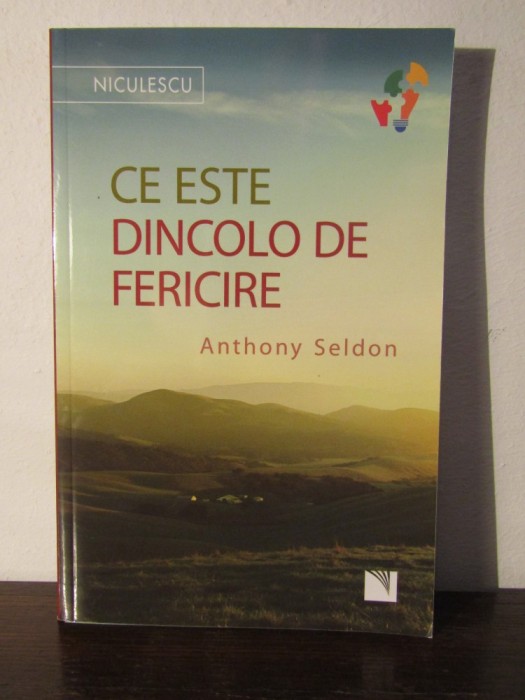 NICULESCU
CE ESTE
DINCOLO DE
FERICIRE
Anthony Seldon